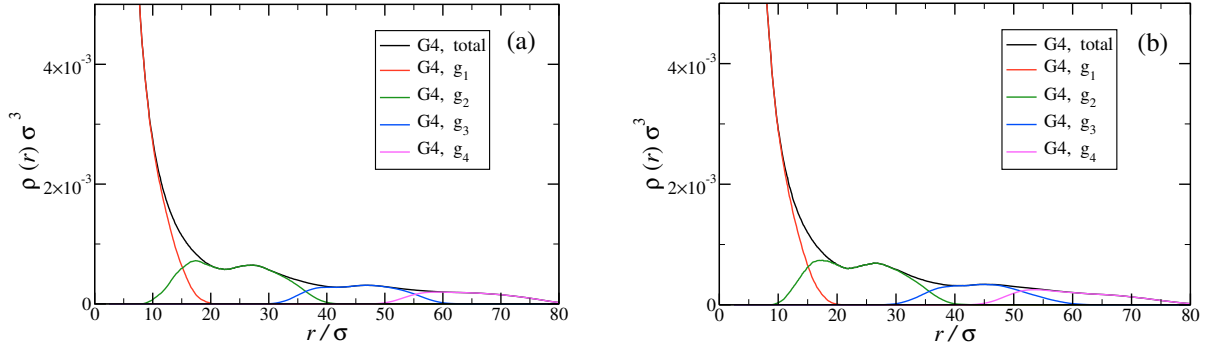 (a)
G4, total
G4, g₁
G4, g₂
G4, g₃
G4, g₄
4×10⁻³
2×10⁻³
0
ρ (r) σ³
0 10 20 30 40 50 60 70 80
r / σ
(b)
G4, total
G4, g₁
G4, g₂
G4, g₃
G4, g₄
4×10⁻³
2×10⁻³
0
ρ (r) σ³
0 10 20 30 40 50 60 70 80
r / σ